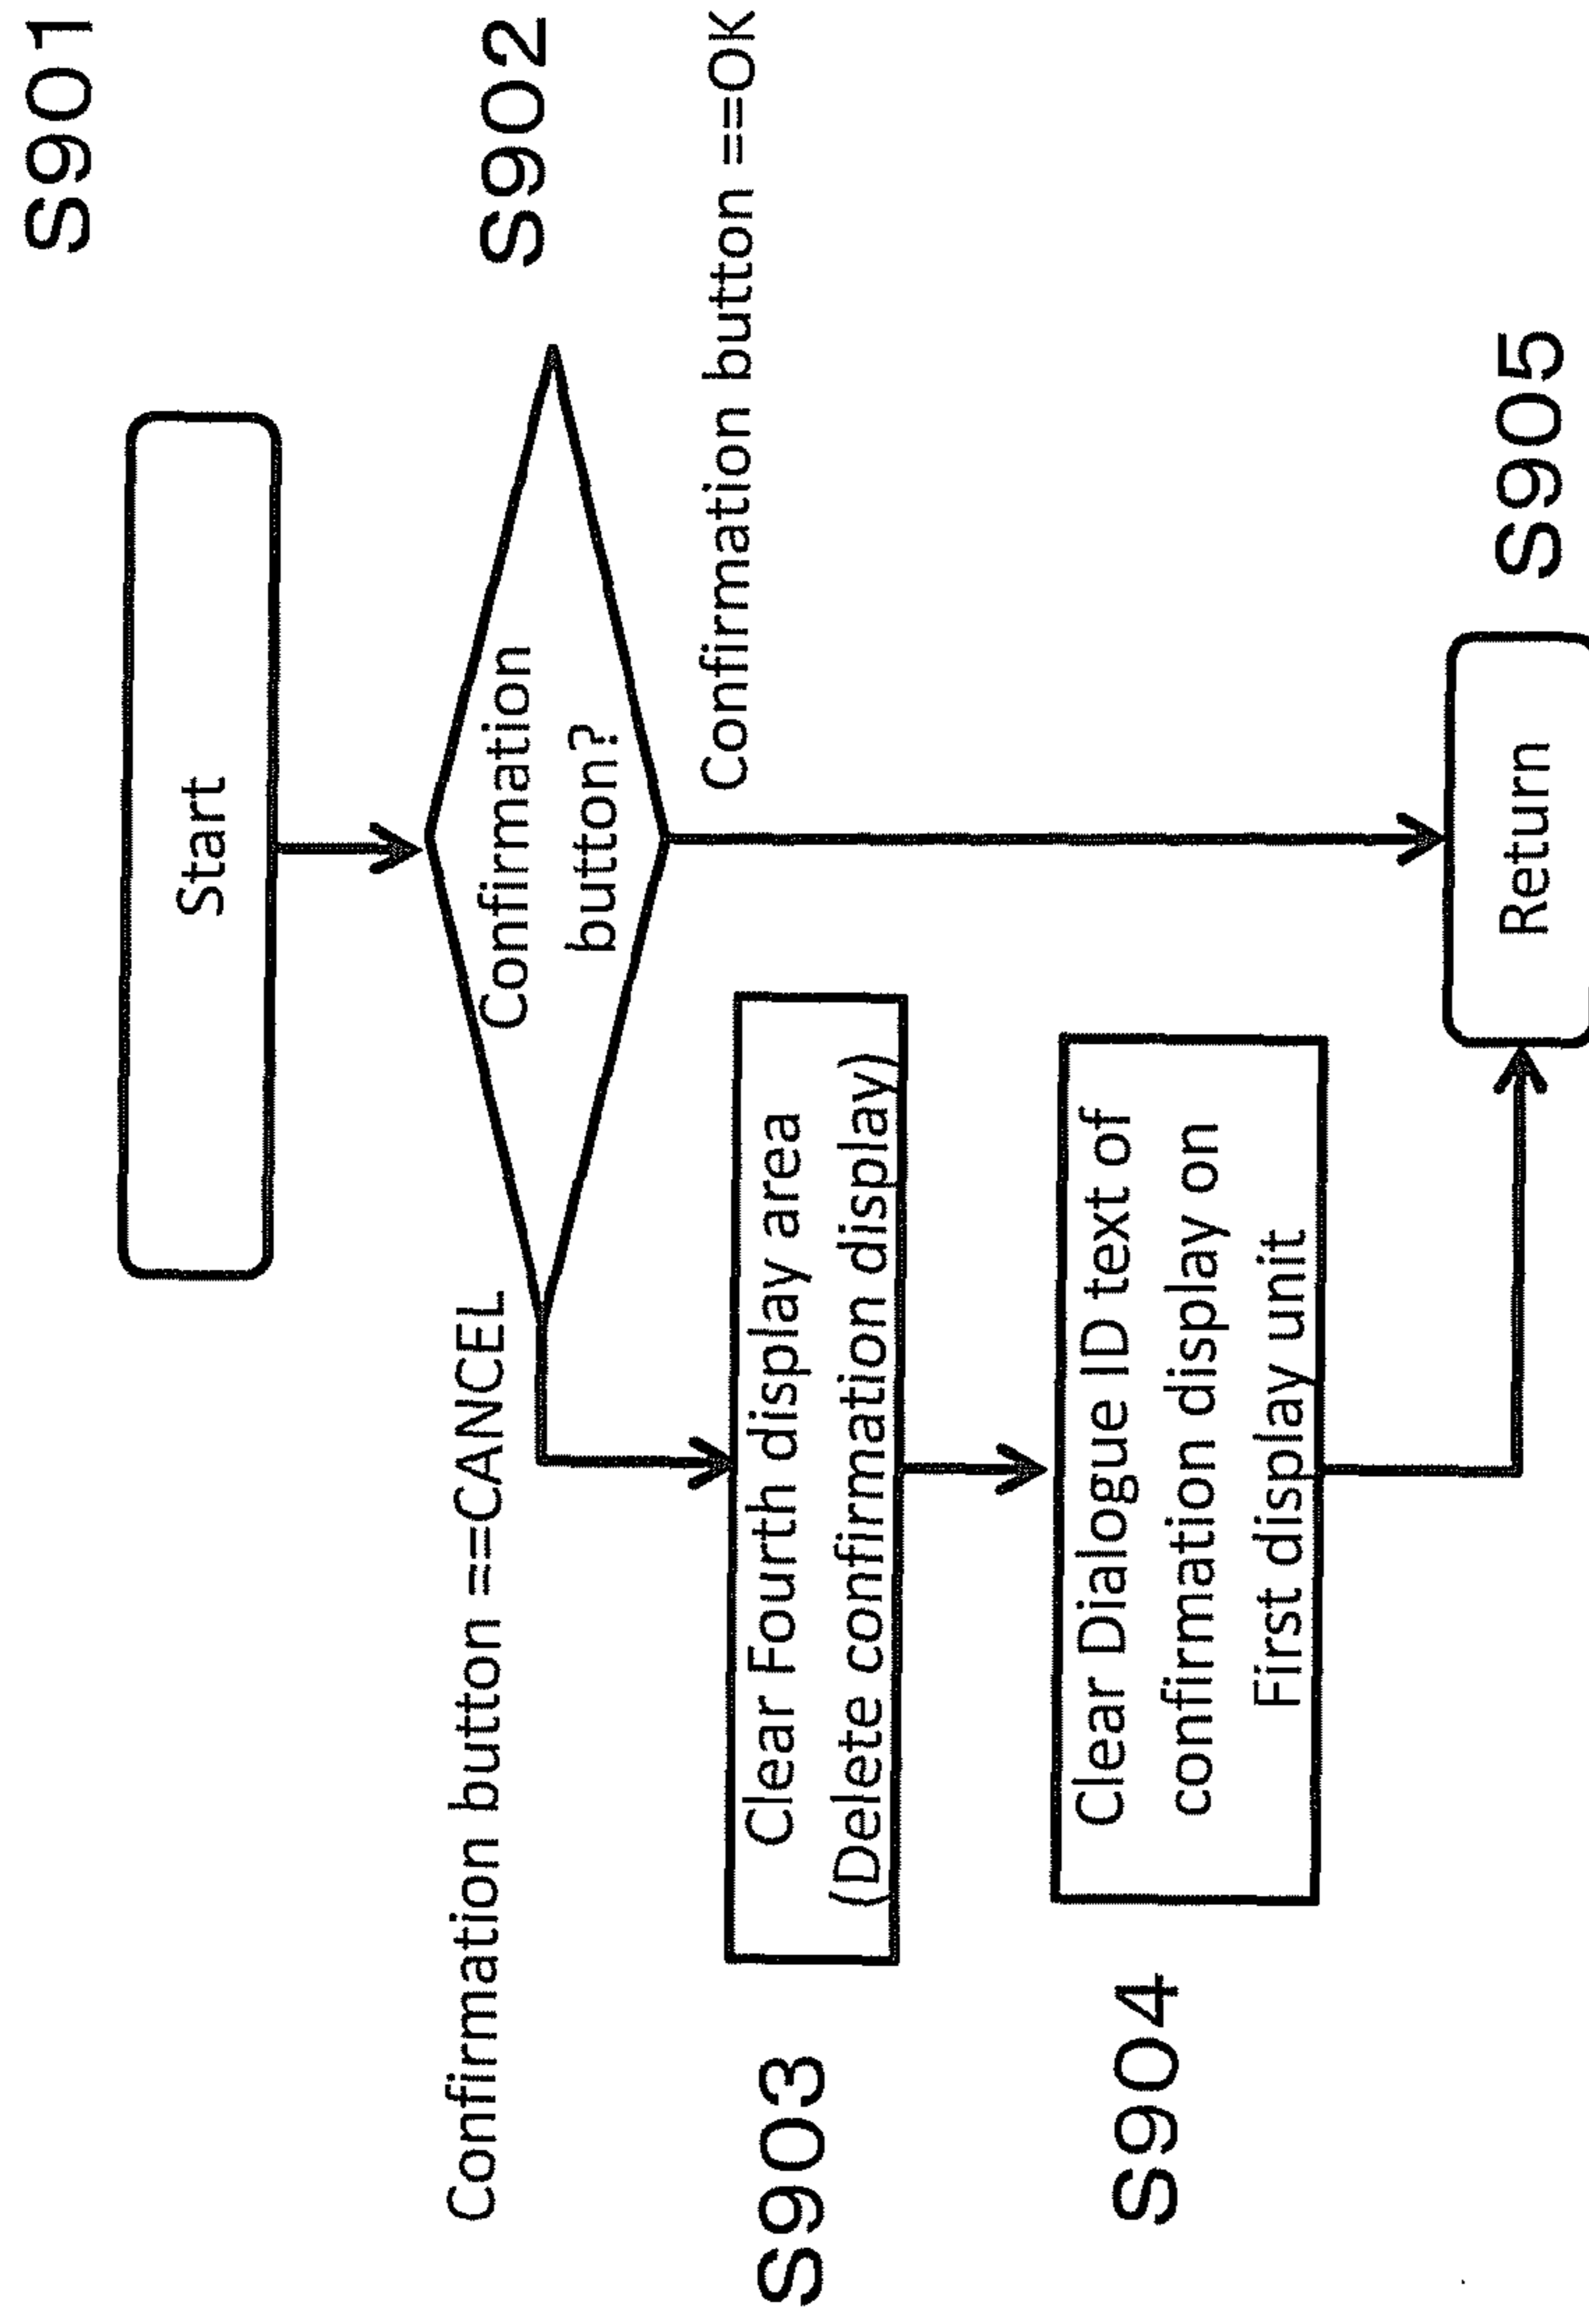 S901
Start
S902
Confirmation
button?
Confirmation button ==CANCEL
Confirmation button ==OK
S903
Clear Fourth display area
(Delete confirmation display)
S904
Clear Dialogue ID text of
confirmation display on
First display unit
Return
S905